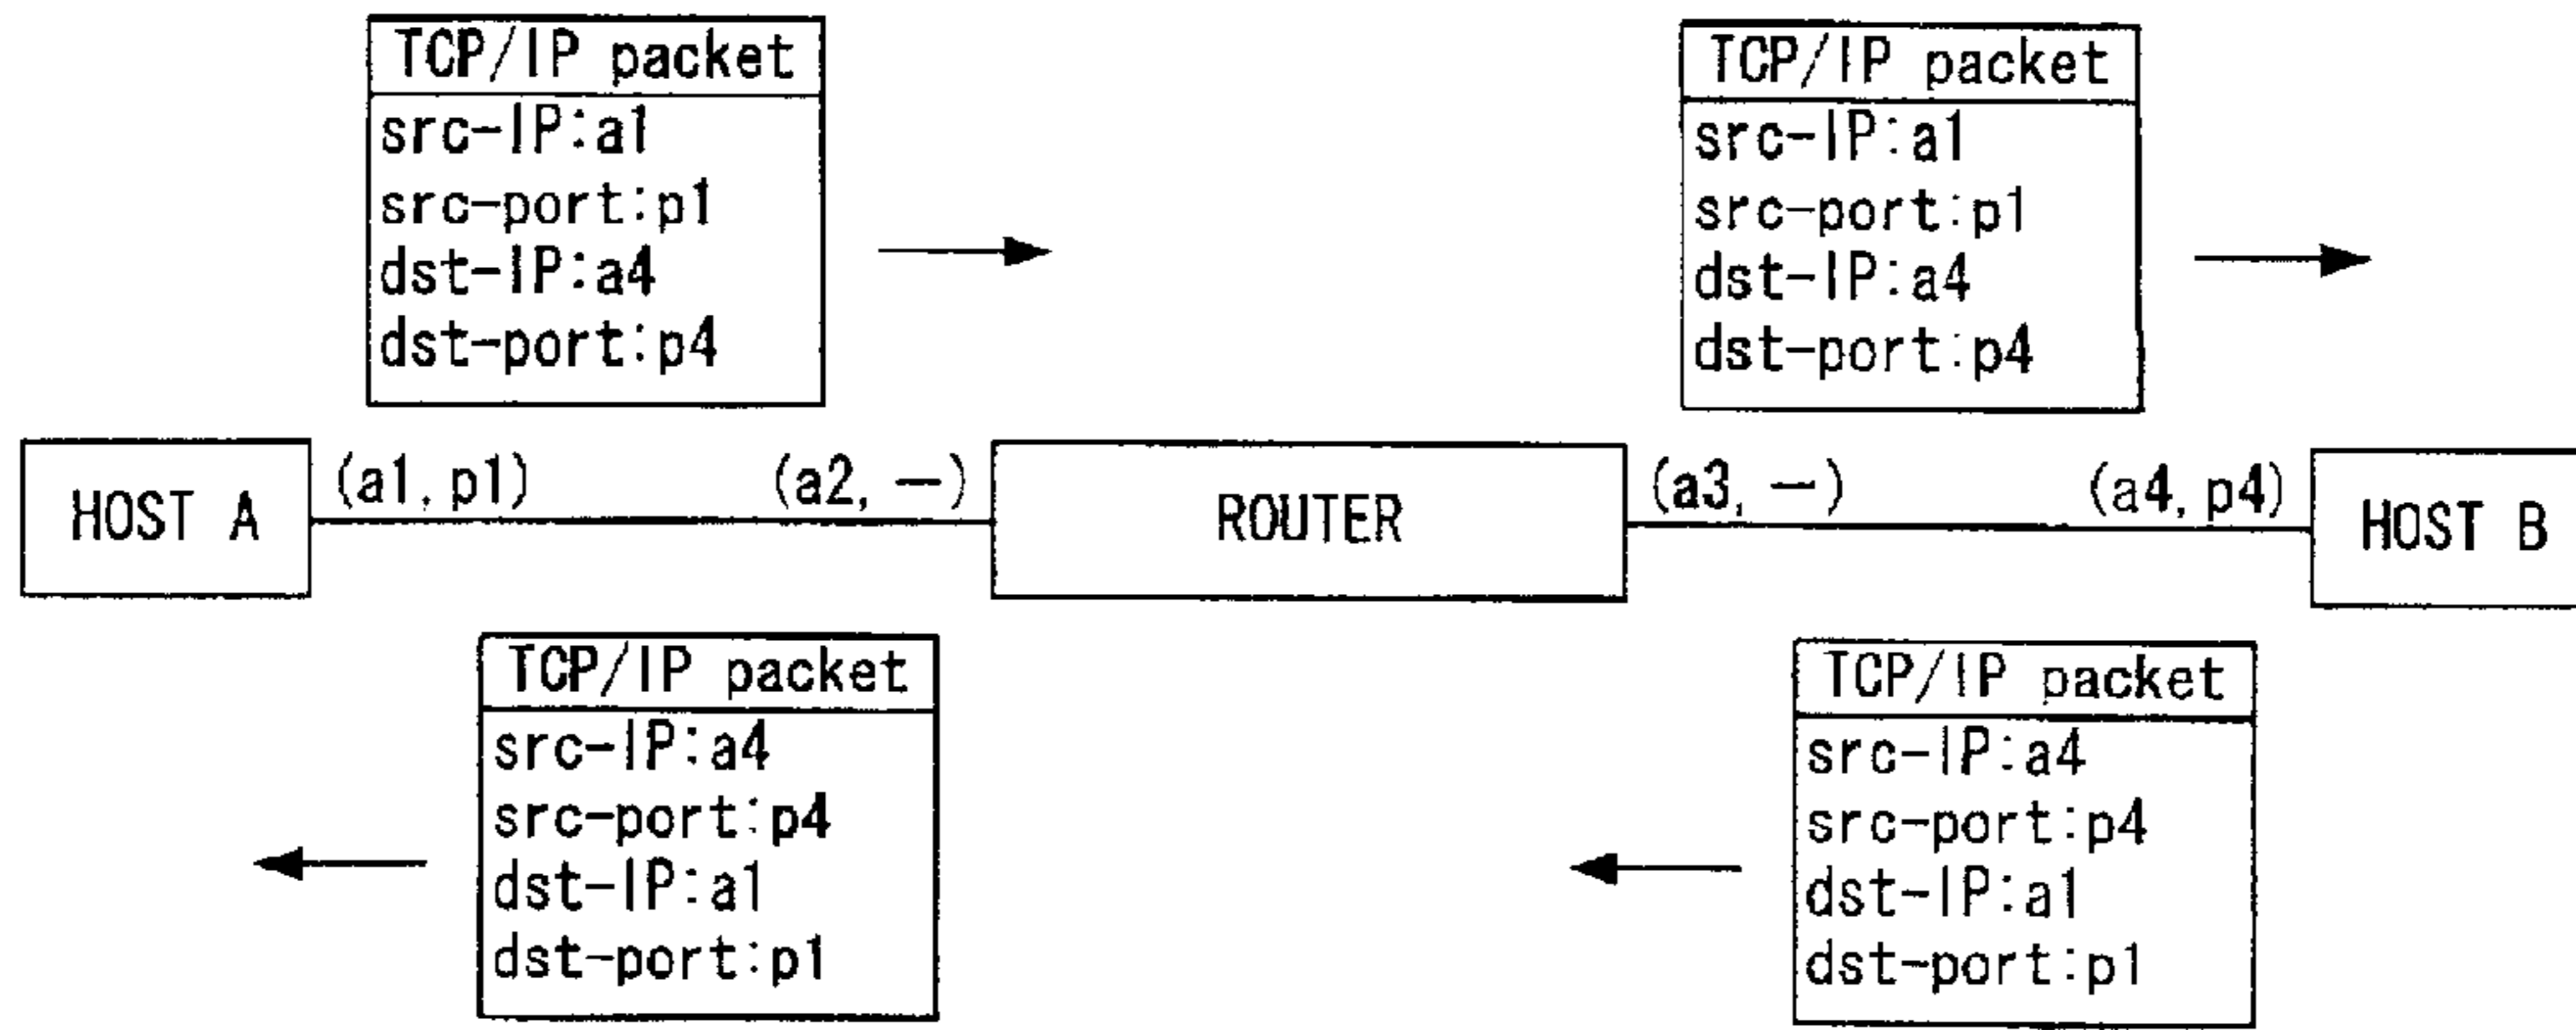 TCP/IP packet
src-IP:a1
src-port:p1
dst-IP:a4
dst-port:p4
TCP/IP packet
src-IP:a1
src-port:p1
dst-IP:a4
dst-port:p4
HOST A
(a1, p1)
(a2, —)
ROUTER
(a3, —)
(a4, p4)
HOST B
TCP/IP packet
src-IP:a4
src-port:p4
dst-IP:a1
dst-port:p1
TCP/IP packet
src-IP:a4
src-port:p4
dst-IP:a1
dst-port:p1